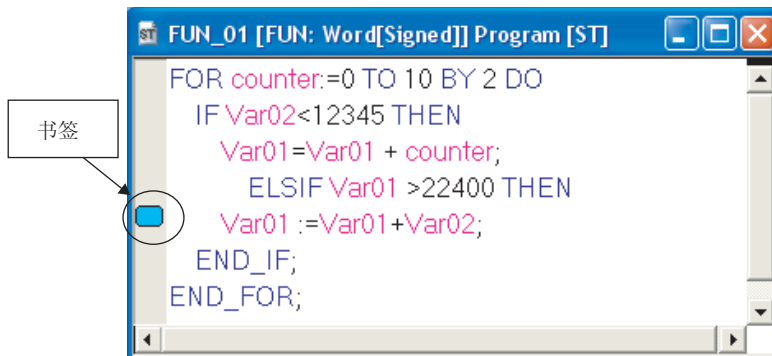 ST FUN_01 [FUN: Word[Signed]] Program [ST]
FOR counter:=0 TO 10 BY 2 DO
IF Var02<12345 THEN
书签
Var01=Var01 + counter;
ELSIF Var01 >22400 THEN
Var01 :=Var01+Var02;
END_IF;
END_FOR;